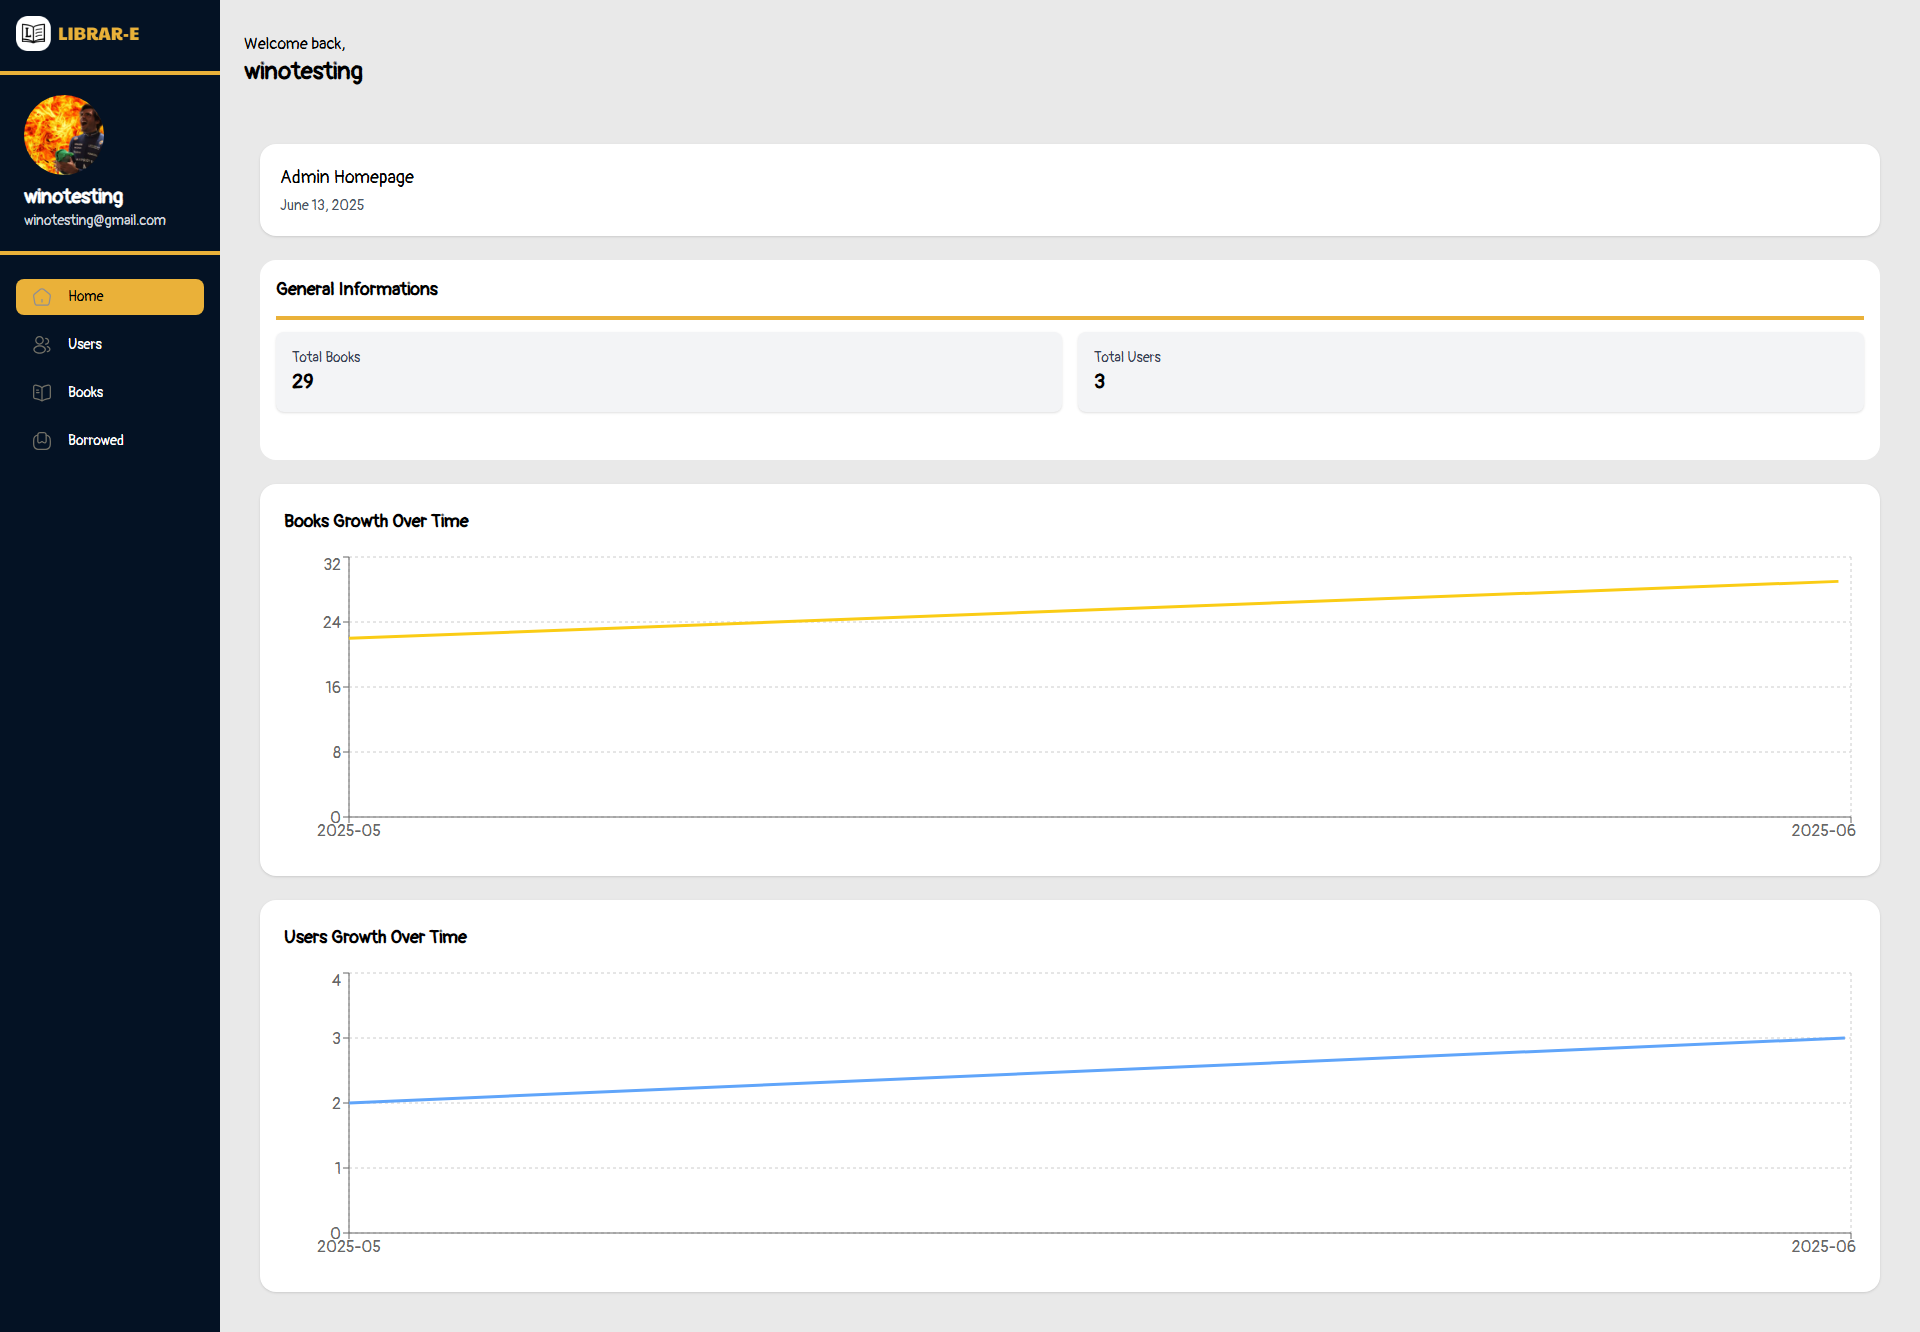 LIBRAR-E
winotesting
winotesting@gmail.com
Home
Users
Books
Borrowed
Welcome back,
winotesting
Admin Homepage
June 13, 2025
General Informations
Total Books
29
Total Users
3
Books Growth Over Time
32
24
16
8
0
2025-05
2025-06
Users Growth Over Time
4
3
2
1
0
2025-05
2025-06